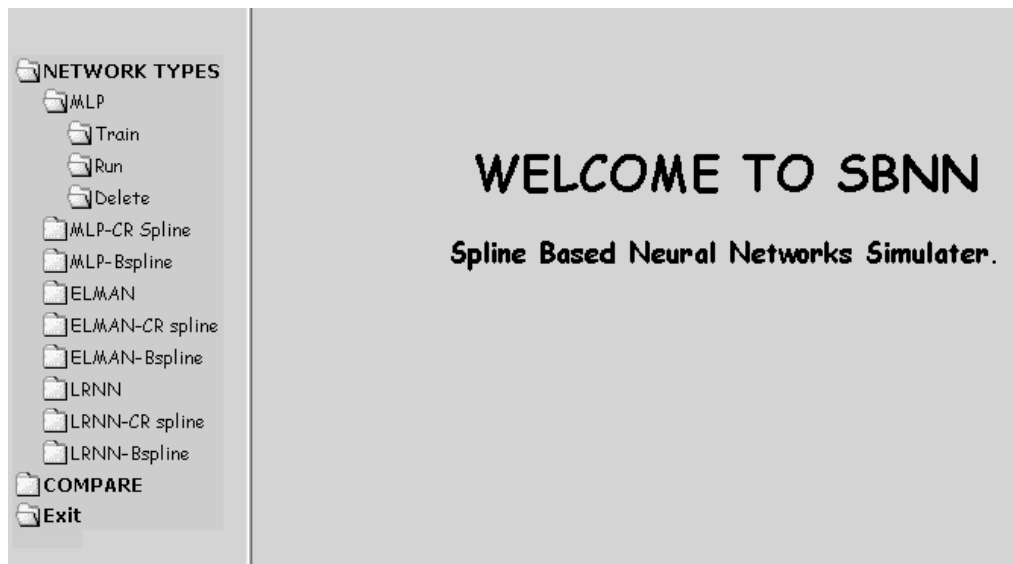 NETWORK TYPES
MLP
Train
Run
Delete
MLP-CR Spline
MLP-Bspline
ELMAN
ELMAN-CR spline
ELMAN-Bspline
LRNN
LRNN-CR spline
LRNN-Bspline
COMPARE
Exit
WELCOME TO SBNN
Spline Based Neural Networks Simulater.